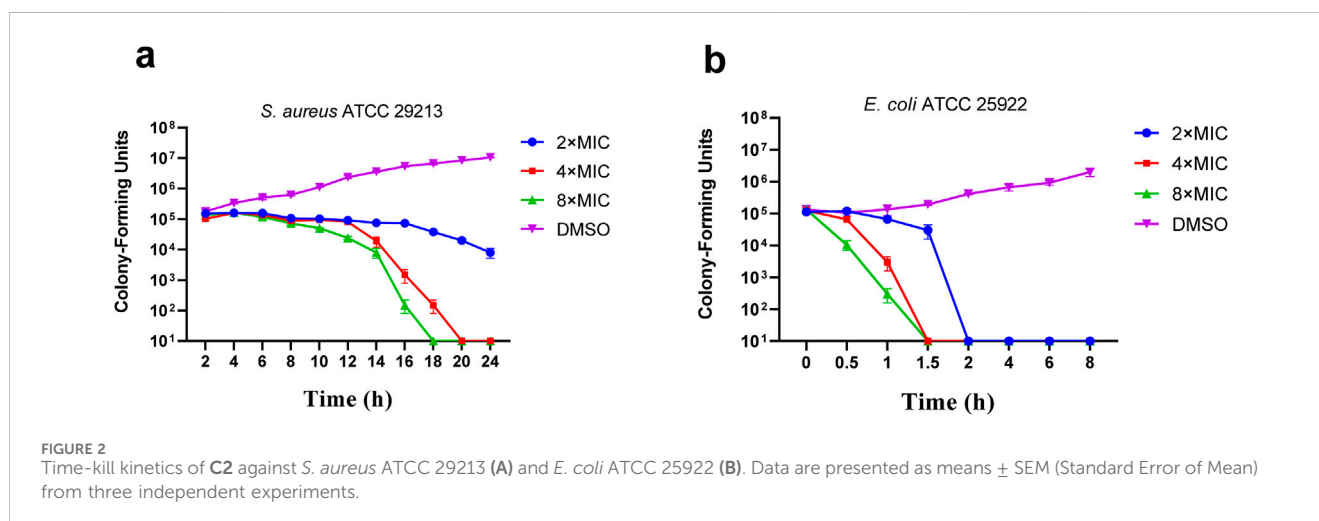 a
S. aureus ATCC 29213
10⁸
10⁷
10⁶
10⁵
10⁴
10³
10²
10¹
Colony-Forming Units
2 4 6 8 10 12 14 16 18 20 24
Time (h)
2×MIC
4×MIC
8×MIC
DMSO
b
E. coli ATCC 25922
10⁸
10⁷
10⁶
10⁵
10⁴
10³
10²
10¹
Colony-Forming Units
0 0.5 1 1.5 2 4 6 8
Time (h)
2×MIC
4×MIC
8×MIC
DMSO
FIGURE 2
Time-kill kinetics of C2 against S. aureus ATCC 29213 (A) and E. coli ATCC 25922 (B). Data are presented as means ± SEM (Standard Error of Mean)
from three independent experiments.